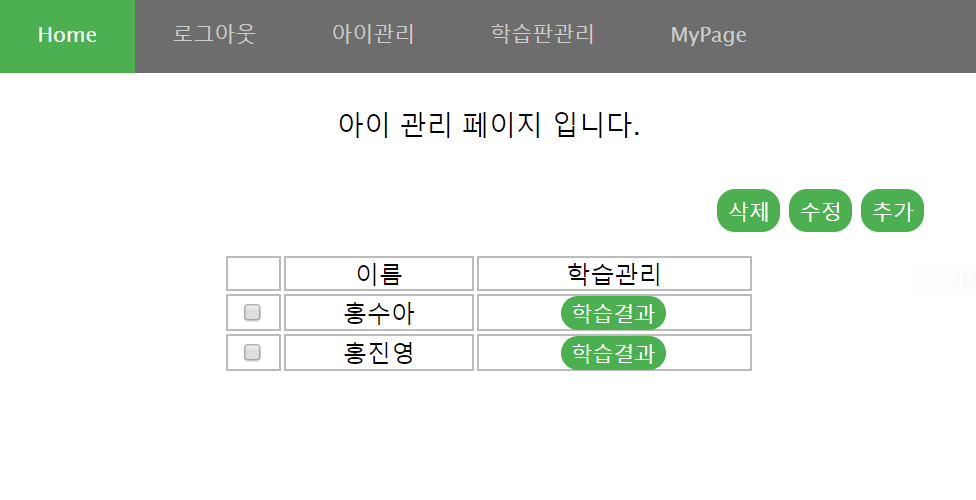 Home 로그아웃 아이관리 학습판관리 MyPage
아이 관리 페이지 입니다.
삭제 수정 추가
이름 학습관리
홍수아 학습결과
홍진영 학습결과